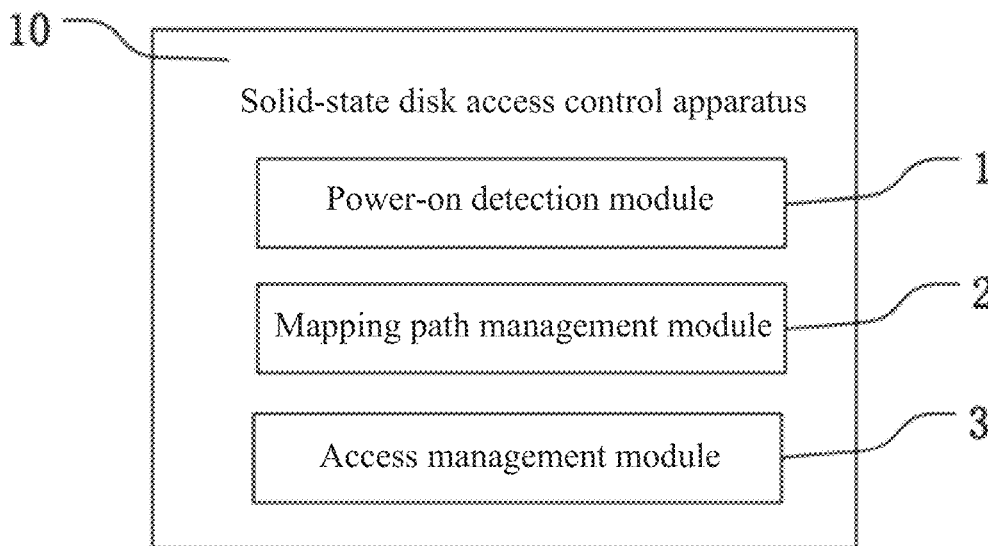 10
Solid-state disk access control apparatus
Power-on detection module
1
Mapping path management module
2
Access management module
3